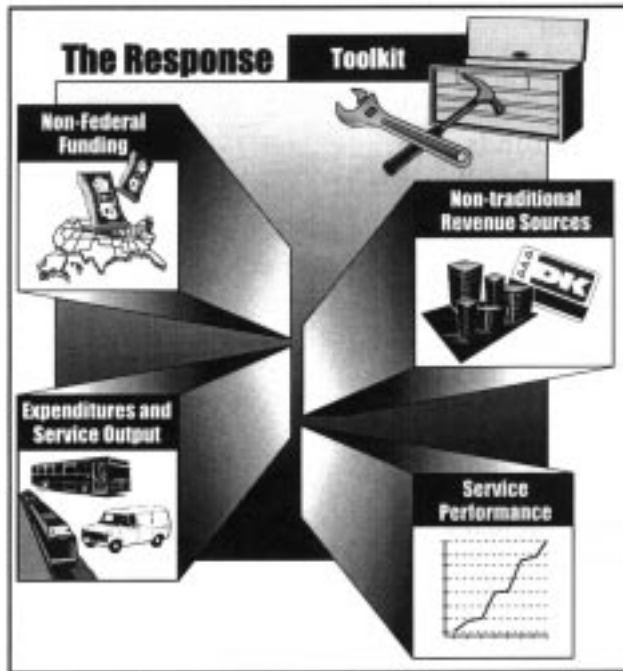 The Response Toolkit
Non-Federal
Funding
Non-traditional
Revenue Sources
Expenditures and
Service Output
Service
Performance